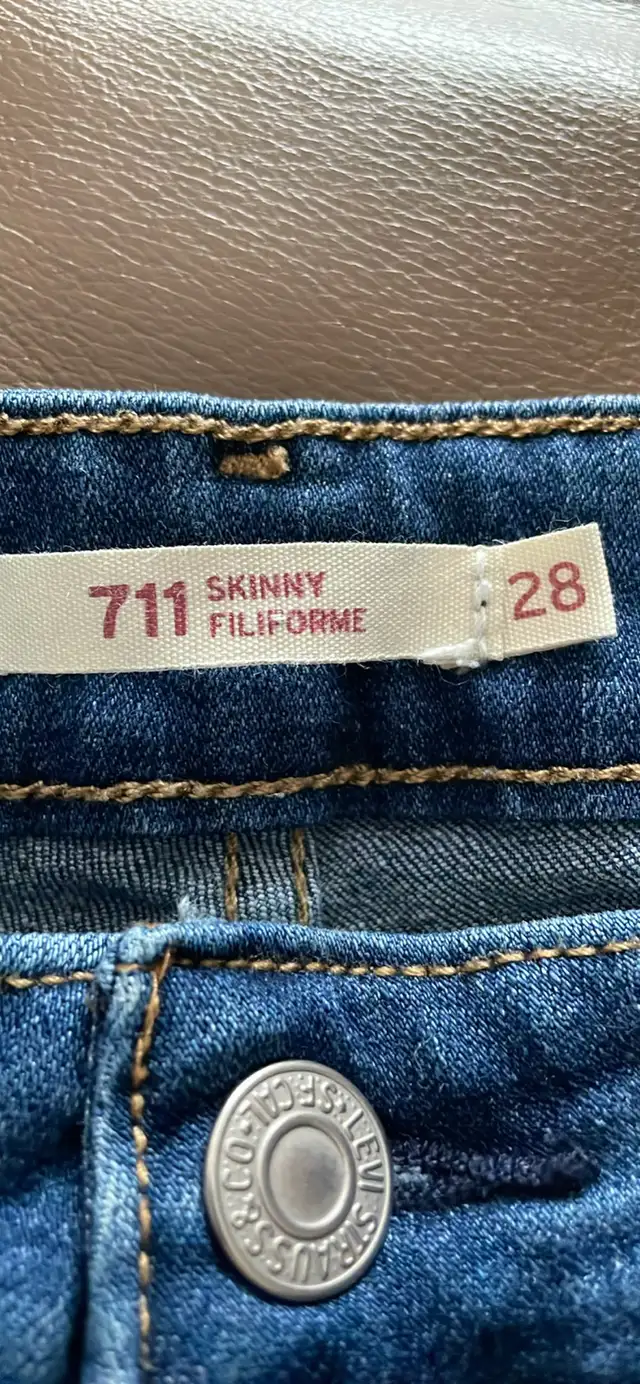 711 SKINNY
FILIFORME
28
LEVI STRAUSS & CO. S.F. CAL.